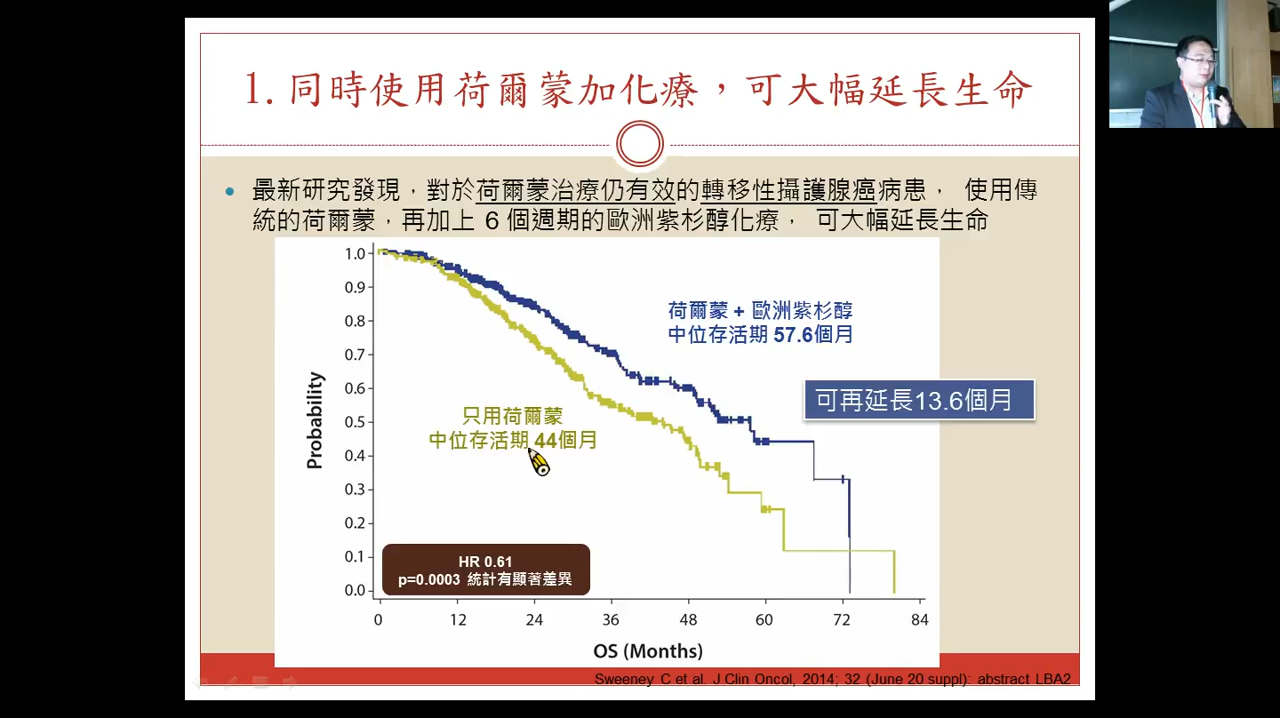 1. 同時使用荷爾蒙加化療，可大幅延長生命
• 最新研究發現，對於荷爾蒙治療仍有效的轉移性攝護腺癌病患， 使用傳
統的荷爾蒙，再加上 6 個週期的歐洲紫杉醇化療， 可大幅延長生命
1.0
0.9
0.8
0.7
0.6
0.5
0.4
0.3
0.2
0.1
0.0
Probability
荷爾蒙 + 歐洲紫杉醇
中位存活期 57.6個月
可再延長13.6個月
只用荷爾蒙
中位存活期 44個月
HR 0.61
p=0.0003 統計有顯著差異
0 12 24 36 48 60 72 84
OS (Months)
Sweeney C et al. J Clin Oncol, 2014; 32 (June 20 suppl): abstract LBA2